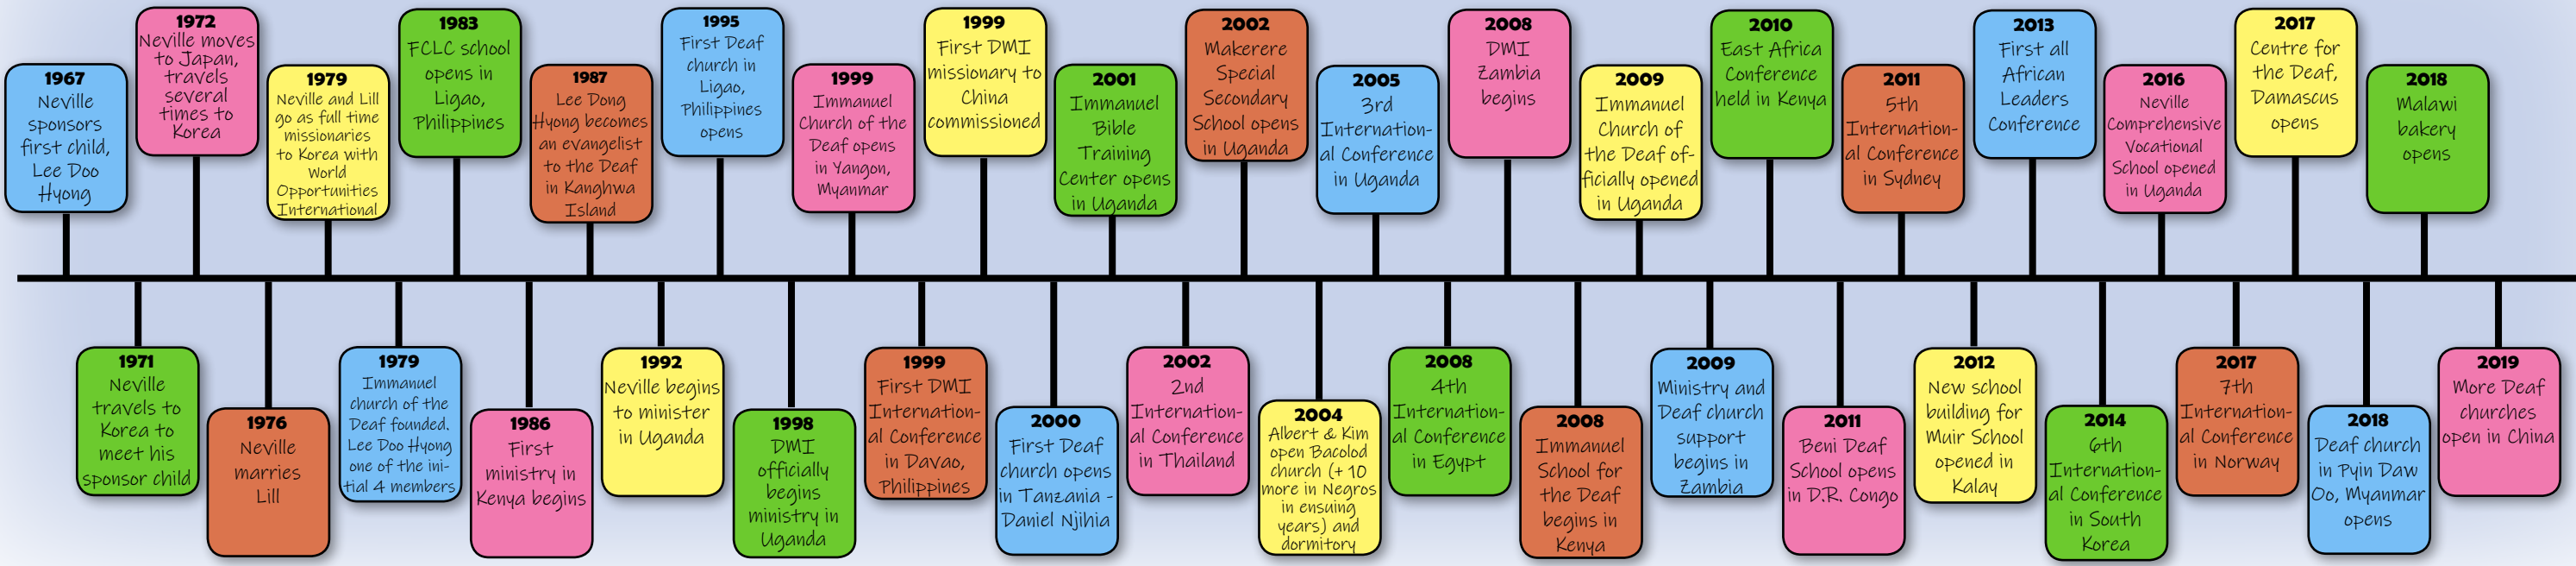 1967
Neville
sponsors
first child,
Lee Doo
Hyong
1971
Neville
travels to
Korea to
meet his
sponsor child
1972
Neville moves
to Japan,
travels
several
times to
Korea
1976
Neville
marries
Lill
1979
Neville and Lill
go as full time
missionaries
to Korea with
World
Opportunities
International
1979
Immanuel
church of the
Deaf founded.
Lee Doo Hyong
one of the ini-
tial 4 members
1983
FCLC school
opens in
Ligao,
Philippines
1986
First
ministry in
Kenya begins
1987
Lee Dong
Hyong becomes
an evangelist
to the Deaf
in Kanghwa
Island
1992
Neville begins
to minister
in Uganda
1995
First Deaf
church in
Ligao,
Philippines
opens
1998
DMI
officially
begins
ministry in
Uganda
1999
Immanuel
Church of the
Deaf opens
in Yangon,
Myanmar
1999
First DMI
Internation-
al Conference
in Davao,
Philippines
1999
First DMI
missionary to
China
commissioned
2000
First Deaf
church opens
in Tanzania -
Daniel Njihia
2001
Immanuel
Bible
Training
Center opens
in Uganda
2002
2nd
Internation-
al Conference
in Thailand
2002
Makerere
Special
Secondary
School opens
in Uganda
2004
Albert & Kim
open Bacolod
church (+ 10
more in Negros
in ensuing
years) and
dormitory
2005
3rd
Internation-
al Conference
in Uganda
2008
4th
Internation-
al Conference
in Egypt
2008
DMI
Zambia
begins
2008
Immanuel
School for
the Deaf
begins in
Kenya
2009
Immanuel
Church of
the Deaf of-
ficially opened
in Uganda
2009
Ministry and
Deaf church
support
begins in
Zambia
2010
East Africa
Conference
held in Kenya
2011
Beni Deaf
School opens
in D.R. Congo
2011
5th
Internation-
al Conference
in Sydney
2012
New school
building for
Muir School
opened in
Kalay
2013
First all
African
Leaders
Conference
2014
6th
Internation-
al Conference
in South
Korea
2016
Neville
Comprehensive
Vocational
School opened
in Uganda
2017
7th
Internation-
al Conference
in Norway
2017
Centre for
the Deaf,
Damascus
opens
2018
Deaf church
in Pyin Daw
Oo, Myanmar
opens
2018
Malawi
bakery
opens
2019
More Deaf
churches
open in China